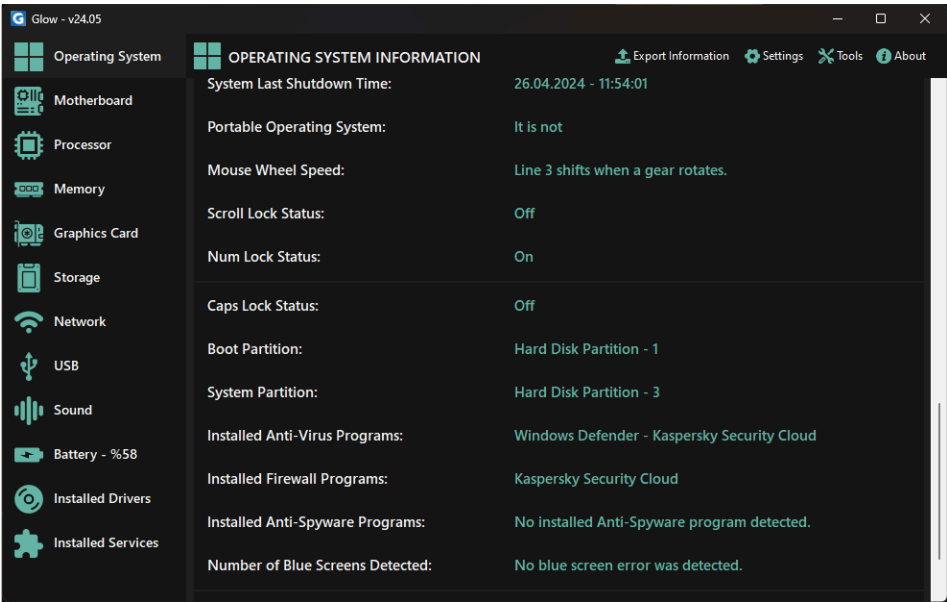 Glow - v24.05
Operating System
Motherboard
Processor
Memory
Graphics Card
Storage
Network
USB
Sound
Battery - %58
Installed Drivers
Installed Services
OPERATING SYSTEM INFORMATION
Export Information
Settings
Tools
About
System Last Shutdown Time: 26.04.2024 - 11:54:01
Portable Operating System: It is not
Mouse Wheel Speed: Line 3 shifts when a gear rotates.
Scroll Lock Status: Off
Num Lock Status: On
Caps Lock Status: Off
Boot Partition: Hard Disk Partition - 1
System Partition: Hard Disk Partition - 3
Installed Anti-Virus Programs: Windows Defender - Kaspersky Security Cloud
Installed Firewall Programs: Kaspersky Security Cloud
Installed Anti-Spyware Programs: No installed Anti-Spyware program detected.
Number of Blue Screens Detected: No blue screen error was detected.